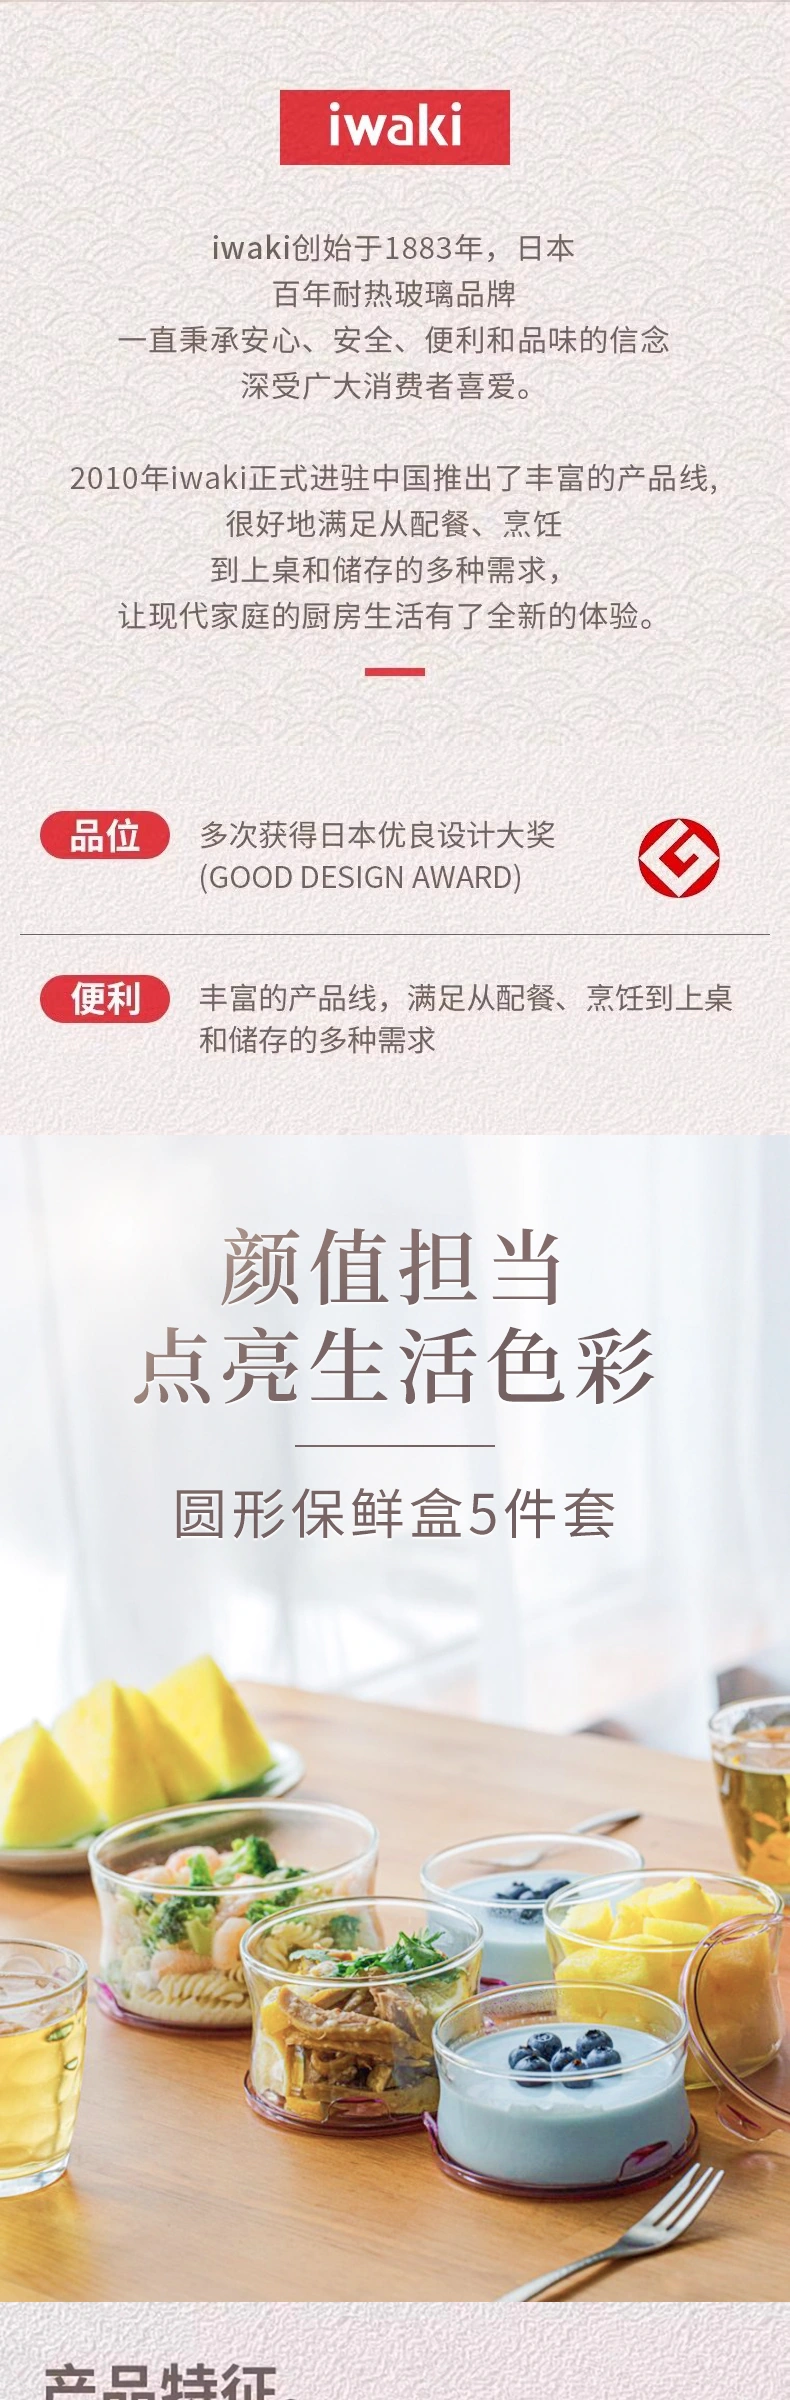 iwaki
iwaki创始于1883年，日本
百年耐热玻璃品牌
一直秉承安心、安全、便利和品味的信念
深受广大消费者喜爱。
2010年iwaki正式进驻中国推出了丰富的产品线,
很好地满足从配餐、烹饪
到上桌和储存的多种需求，
让现代家庭的厨房生活有了全新的体验。
品位
多次获得日本优良设计大奖
(GOOD DESIGN AWARD)
便利
丰富的产品线，满足从配餐、烹饪到上桌
和储存的多种需求
颜值担当
点亮生活色彩
圆形保鲜盒5件套
产品特征